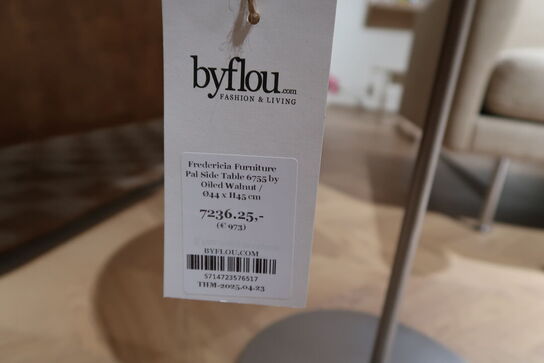 byflou.com
FASHION & LIVING
Fredericia Furniture
Pal Side Table 6755 by
Oiled Walnut /
Ø44 x H45 cm
7236.25,-
(€ 973)
BYFLOU.COM
5714723576517
THM-2025.04.23